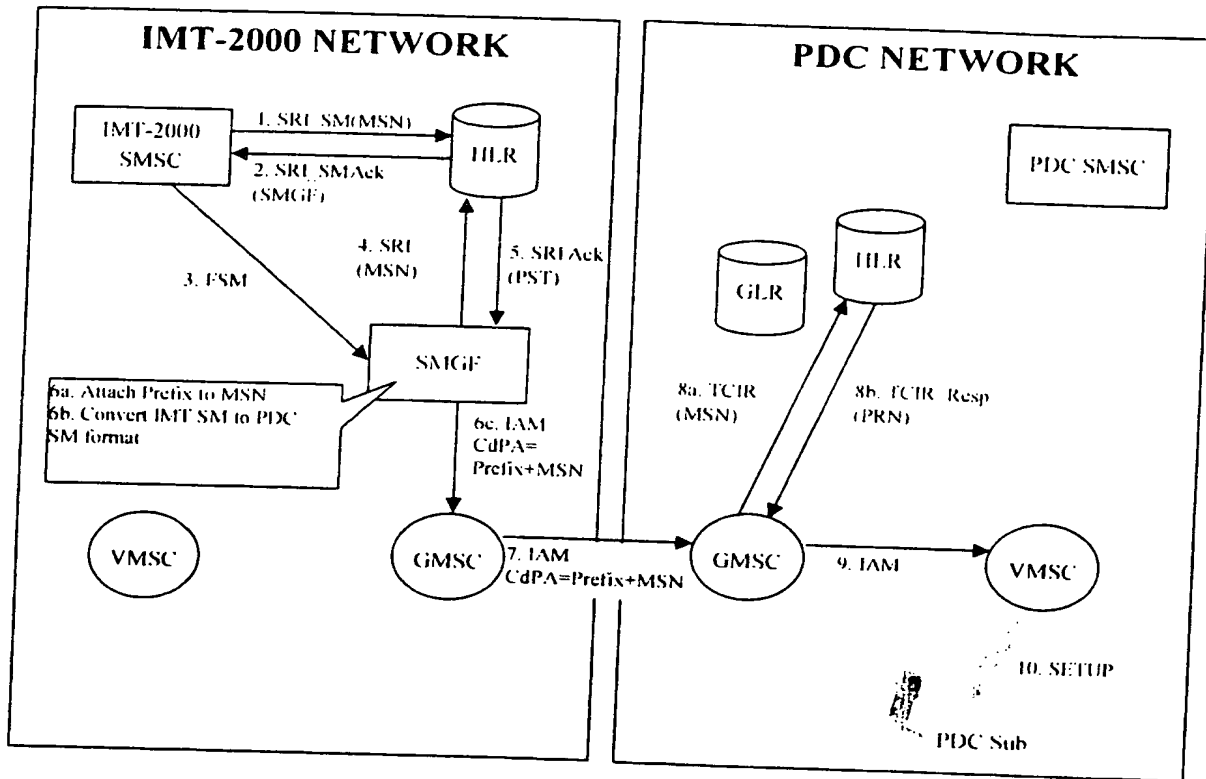 IMT-2000 NETWORK
IMT-2000
SMSC
1. SRI_SM(MSN)
2. SRI_SMAck
(SMGF)
HLR
3. FSM
4. SRI
(MSN)
5. SRI Ack
(PST)
SMGF
6a. Attach Prefix to MSN
6b. Convert IMT SM to PDC
SM format
6c. IAM
CdPA=
Prefix+MSN
VMSC
GMSC
7. IAM
CdPA=Prefix+MSN
PDC NETWORK
PDC SMSC
HLR
GLR
8a. TCIR
(MSN)
8b. TCIR_Resp
(PRN)
GMSC
9. IAM
VMSC
10. SETUP
PDC Sub